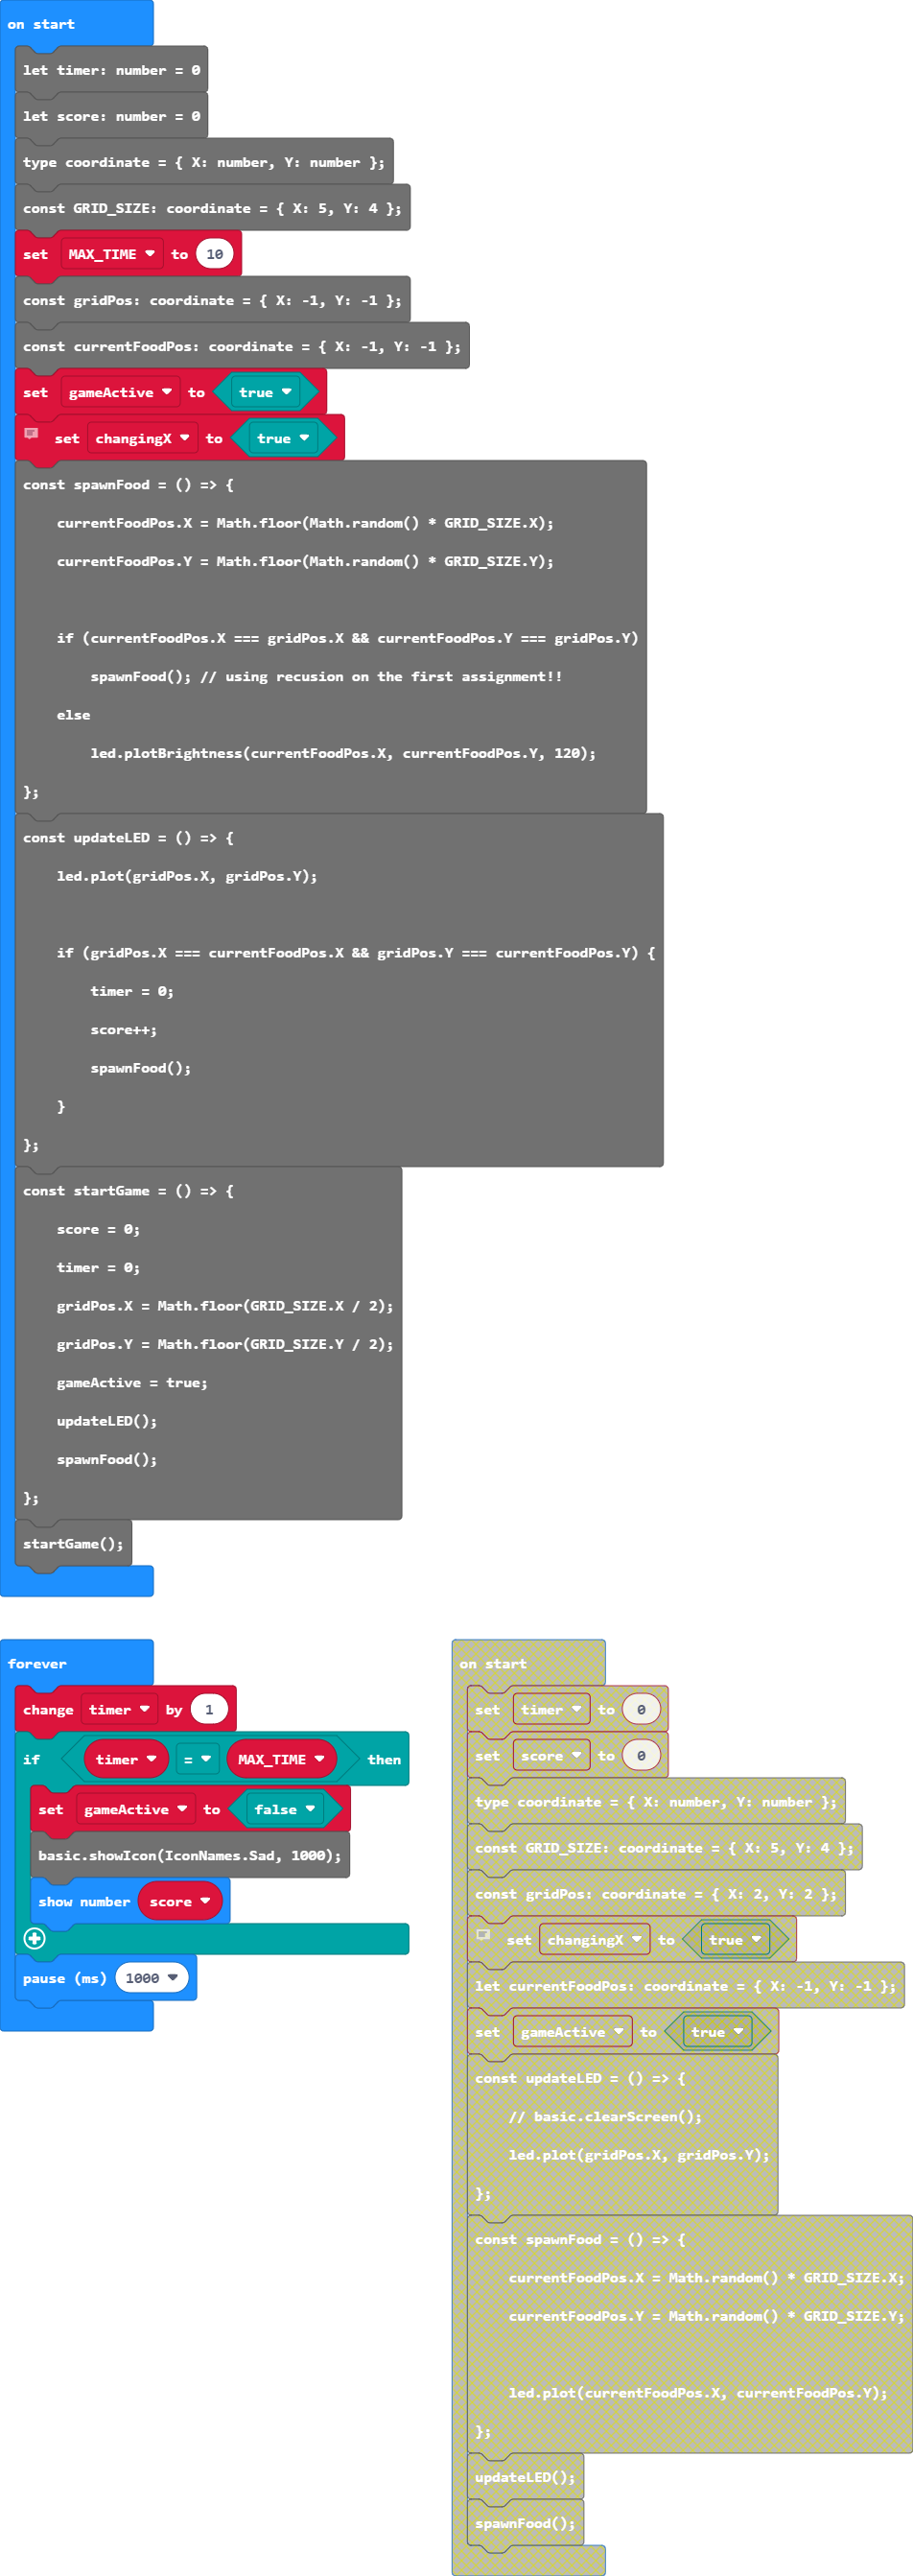 on start
let timer: number = 0
let score: number = 0
type coordinate = { X: number, Y: number };
const GRID_SIZE: coordinate = { X: 5, Y: 4 };
set MAX_TIME to 10
const gridPos: coordinate = { X: -1, Y: -1 };
const currentFoodPos: coordinate = { X: -1, Y: -1 };
set gameActive to true
set changingX to true
const spawnFood = () => {
currentFoodPos.X = Math.floor(Math.random() * GRID_SIZE.X);
currentFoodPos.Y = Math.floor(Math.random() * GRID_SIZE.Y);
if (currentFoodPos.X === gridPos.X && currentFoodPos.Y === gridPos.Y)
spawnFood(); // using recusion on the first assignment!!
else
led.plotBrightness(currentFoodPos.X, currentFoodPos.Y, 120);
};
const updateLED = () => {
led.plot(gridPos.X, gridPos.Y);
if (gridPos.X === currentFoodPos.X && gridPos.Y === currentFoodPos.Y) {
timer = 0;
score++;
spawnFood();
}
};
const startGame = () => {
score = 0;
timer = 0;
gridPos.X = Math.floor(GRID_SIZE.X / 2);
gridPos.Y = Math.floor(GRID_SIZE.Y / 2);
gameActive = true;
updateLED();
spawnFood();
};
startGame();
forever
change timer by 1
if timer = MAX_TIME then
set gameActive to false
basic.showIcon(IconNames.Sad, 1000);
show number score
pause (ms) 1000
on start
set timer to 0
set score to 0
type coordinate = { X: number, Y: number };
const GRID_SIZE: coordinate = { X: 5, Y: 4 };
const gridPos: coordinate = { X: 2, Y: 2 };
set changingX to true
let currentFoodPos: coordinate = { X: -1, Y: -1 };
set gameActive to true
const updateLED = () => {
// basic.clearScreen();
led.plot(gridPos.X, gridPos.Y);
};
const spawnFood = () => {
currentFoodPos.X = Math.random() * GRID_SIZE.X;
currentFoodPos.Y = Math.random() * GRID_SIZE.Y;
led.plot(currentFoodPos.X, currentFoodPos.Y);
};
updateLED();
spawnFood();